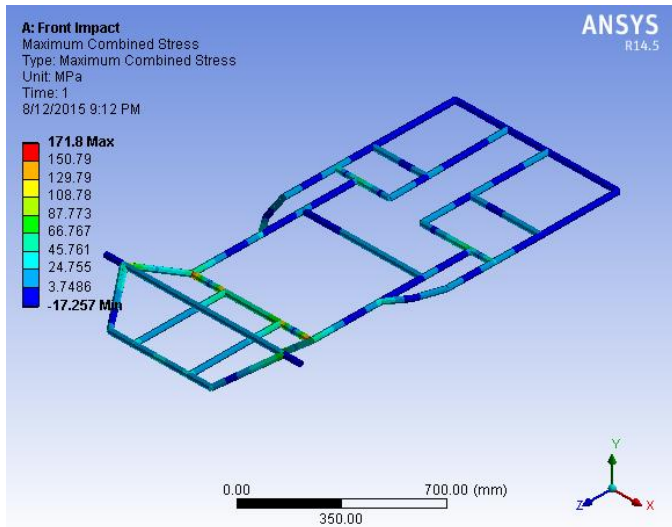 A: Front Impact
Maximum Combined Stress
Type: Maximum Combined Stress
Unit: MPa
Time: 1
8/12/2015 9:12 PM
ANSYS
R14.5
171.8 Max
150.79
129.79
108.78
87.773
66.767
45.761
24.755
3.7486
-17.257 Min
0.00
700.00 (mm)
350.00
Y
Z
X